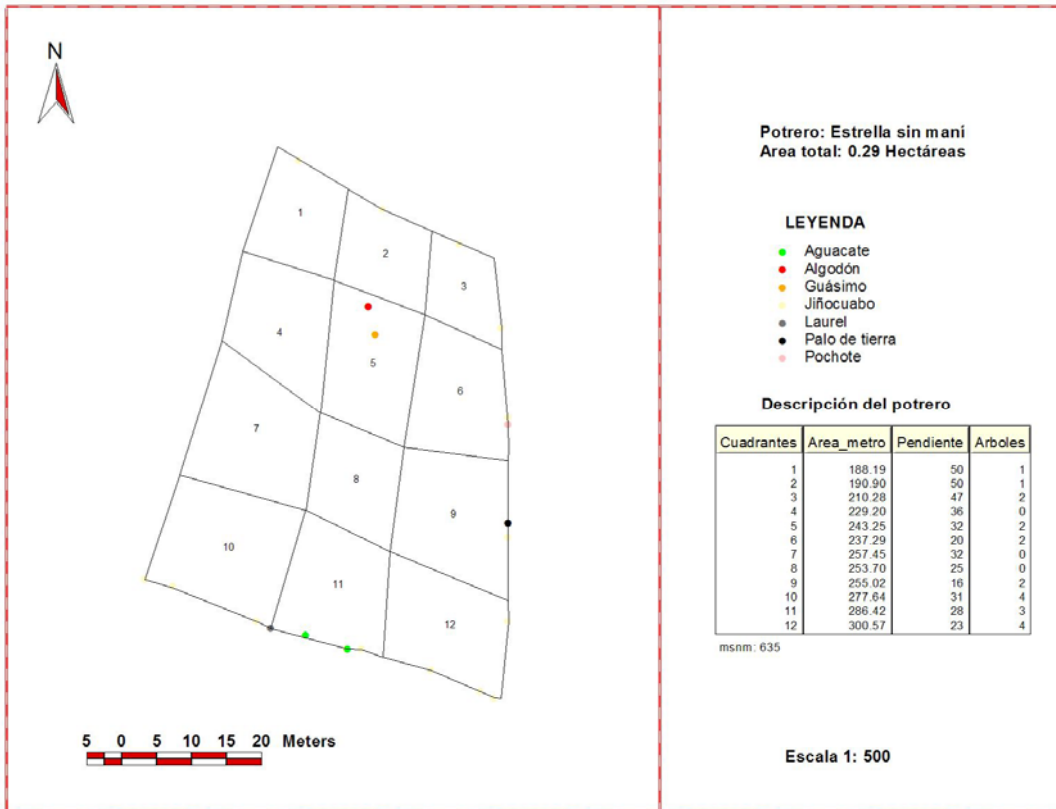 N
Potrero: Estrella sin maní
Area total: 0.29 Hectáreas
1
2
3
4
5
6
7
8
9
10
11
12
LEYENDA
Aguacate
Algodón
Guásimo
Jiñocuabo
Laurel
Palo de tierra
Pochote
Descripción del potrero
Cuadrantes Area_metro Pendiente Arboles
1 188.19 50 1
2 190.90 50 1
3 210.28 47 2
4 229.20 36 0
5 243.25 32 2
6 237.29 20 2
7 257.45 32 0
8 253.70 25 0
9 255.02 16 2
10 277.64 31 4
11 286.42 28 3
12 300.57 23 4
msnm: 635
5 0 5 10 15 20 Meters
Escala 1: 500